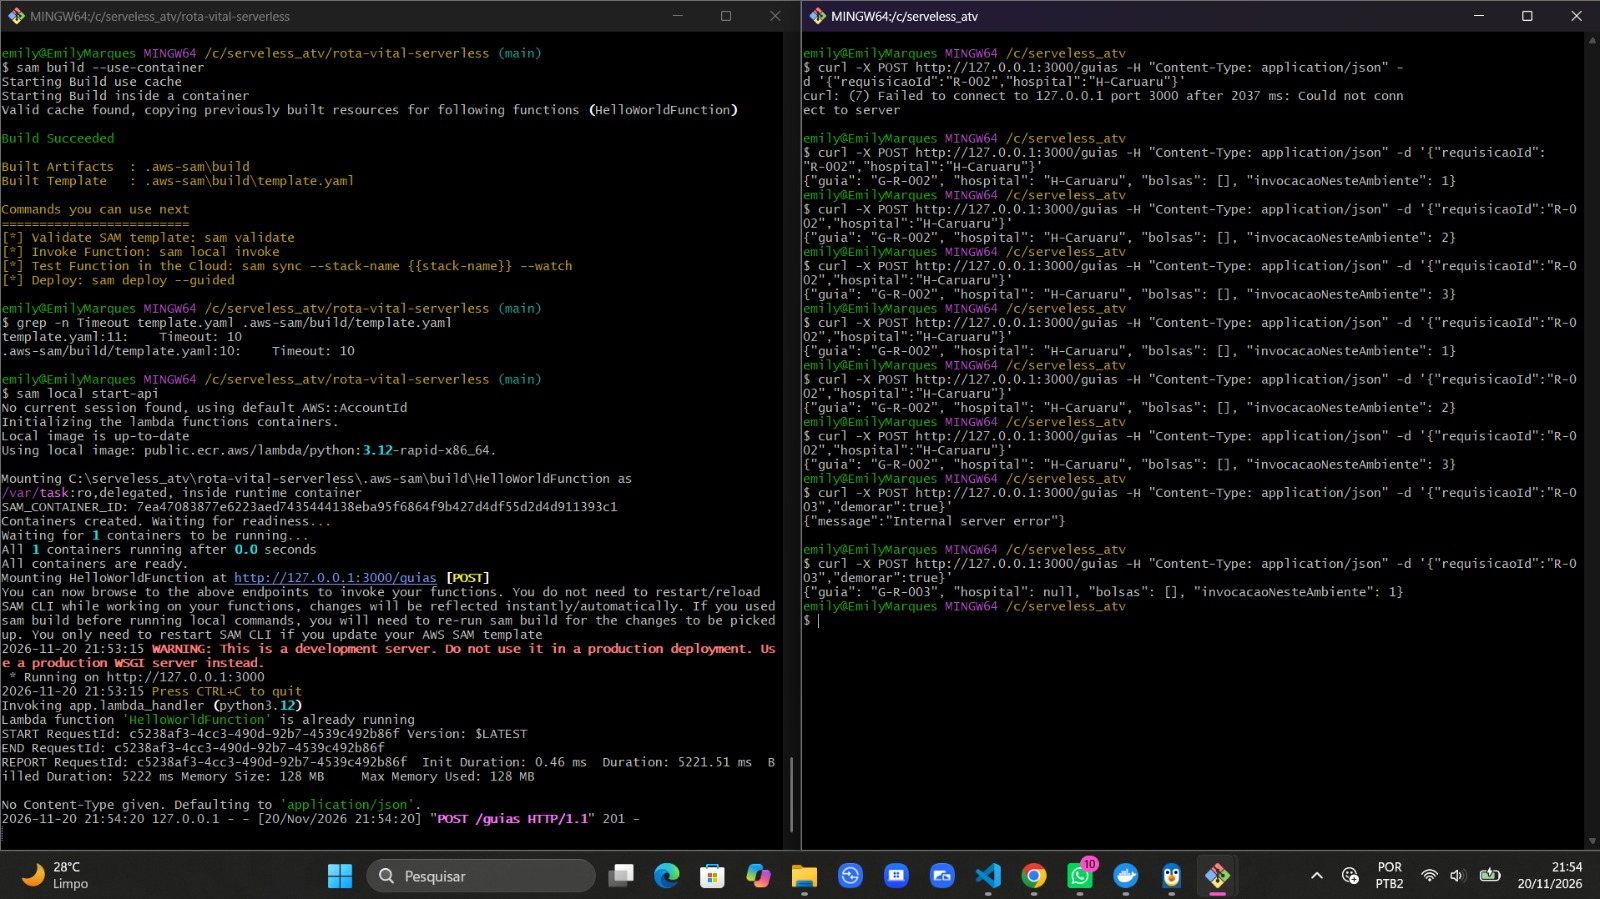 MINGW64:/c/serveless_atv/rota-vital-serverless
emily@EmilyMarques MINGW64 /c/serveless_atv/rota-vital-serverless (main)
$ sam build --use-container
Starting Build use cache
Starting Build inside a container
Valid cache found, copying previously built resources for following functions (HelloWorldFunction)
Build Succeeded
Built Artifacts  : .aws-sam\build
Built Template   : .aws-sam\build\template.yaml
Commands you can use next
=========================
[*] Validate SAM template: sam validate
[*] Invoke Function: sam local invoke
[*] Test Function in the Cloud: sam sync --stack-name {{stack-name}} --watch
[*] Deploy: sam deploy --guided
emily@EmilyMarques MINGW64 /c/serveless_atv/rota-vital-serverless (main)
$ grep -n Timeout template.yaml .aws-sam/build/template.yaml
template.yaml:11:    Timeout: 10
.aws-sam/build/template.yaml:10:    Timeout: 10
emily@EmilyMarques MINGW64 /c/serveless_atv/rota-vital-serverless (main)
$ sam local start-api
No current session found, using default AWS::AccountId
Initializing the lambda functions containers.
Local image is up-to-date
Using local image: public.ecr.aws/lambda/python:3.12-rapid-x86_64.
Mounting C:\serveless_atv\rota-vital-serverless\.aws-sam\build\HelloWorldFunction as
/var/task:ro,delegated, inside runtime container
SAM_CONTAINER_ID: 7ea47083877e6223aed7435444138eba95f6864f9b427d4df55d2d4d911393c1
Containers created. Waiting for readiness...
Waiting for 1 containers to be running...
All 1 containers running after 0.0 seconds
All containers are ready.
Mounting HelloWorldFunction at http://127.0.0.1:3000/guias [POST]
You can now browse to the above endpoints to invoke your functions. You do not need to restart/reload
SAM CLI while working on your functions, changes will be reflected instantly/automatically. If you used
sam build before running local commands, you will need to re-run sam build for the changes to be picked
up. You only need to restart SAM CLI if you update your AWS SAM template
2026-11-20 21:53:15 WARNING: This is a development server. Do not use it in a production deployment. Us
e a production WSGI server instead.
 * Running on http://127.0.0.1:3000
2026-11-20 21:53:15 Press CTRL+C to quit
Invoking app.lambda_handler (python3.12)
Lambda function 'HelloWorldFunction' is already running
START RequestId: c5238af3-4cc3-490d-92b7-4539c492b86f Version: $LATEST
END RequestId: c5238af3-4cc3-490d-92b7-4539c492b86f
REPORT RequestId: c5238af3-4cc3-490d-92b7-4539c492b86f  Init Duration: 0.46 ms  Duration: 5221.51 ms  B
illed Duration: 5222 ms Memory Size: 128 MB     Max Memory Used: 128 MB
No Content-Type given. Defaulting to 'application/json'.
2026-11-20 21:54:20 127.0.0.1 - - [20/Nov/2026 21:54:20] "POST /guias HTTP/1.1" 201 -
MINGW64:/c/serveless_atv
emily@EmilyMarques MINGW64 /c/serveless_atv
$ curl -X POST http://127.0.0.1:3000/guias -H "Content-Type: application/json" -
d '{"requisicaoId":"R-002","hospital":"H-Caruaru"}'
curl: (7) Failed to connect to 127.0.0.1 port 3000 after 2037 ms: Could not conn
ect to server
emily@EmilyMarques MINGW64 /c/serveless_atv
$ curl -X POST http://127.0.0.1:3000/guias -H "Content-Type: application/json" -d '{"requisicaoId":
"R-002","hospital":"H-Caruaru"}'
{"guia": "G-R-002", "hospital": "H-Caruaru", "bolsas": [], "invocacaoNesteAmbiente": 1}
emily@EmilyMarques MINGW64 /c/serveless_atv
$ curl -X POST http://127.0.0.1:3000/guias -H "Content-Type: application/json" -d '{"requisicaoId":"R-0
02","hospital":"H-Caruaru"}'
{"guia": "G-R-002", "hospital": "H-Caruaru", "bolsas": [], "invocacaoNesteAmbiente": 2}
emily@EmilyMarques MINGW64 /c/serveless_atv
$ curl -X POST http://127.0.0.1:3000/guias -H "Content-Type: application/json" -d '{"requisicaoId":"R-0
02","hospital":"H-Caruaru"}'
{"guia": "G-R-002", "hospital": "H-Caruaru", "bolsas": [], "invocacaoNesteAmbiente": 3}
emily@EmilyMarques MINGW64 /c/serveless_atv
$ curl -X POST http://127.0.0.1:3000/guias -H "Content-Type: application/json" -d '{"requisicaoId":"R-0
02","hospital":"H-Caruaru"}'
{"guia": "G-R-002", "hospital": "H-Caruaru", "bolsas": [], "invocacaoNesteAmbiente": 1}
emily@EmilyMarques MINGW64 /c/serveless_atv
$ curl -X POST http://127.0.0.1:3000/guias -H "Content-Type: application/json" -d '{"requisicaoId":"R-0
02","hospital":"H-Caruaru"}'
{"guia": "G-R-002", "hospital": "H-Caruaru", "bolsas": [], "invocacaoNesteAmbiente": 2}
emily@EmilyMarques MINGW64 /c/serveless_atv
$ curl -X POST http://127.0.0.1:3000/guias -H "Content-Type: application/json" -d '{"requisicaoId":"R-0
02","hospital":"H-Caruaru"}'
{"guia": "G-R-002", "hospital": "H-Caruaru", "bolsas": [], "invocacaoNesteAmbiente": 3}
emily@EmilyMarques MINGW64 /c/serveless_atv
$ curl -X POST http://127.0.0.1:3000/guias -H "Content-Type: application/json" -d '{"requisicaoId":"R-0
03","demorar":true}'
{"message":"Internal server error"}
emily@EmilyMarques MINGW64 /c/serveless_atv
$ curl -X POST http://127.0.0.1:3000/guias -H "Content-Type: application/json" -d '{"requisicaoId":"R-0
03","demorar":true}'
{"guia": "G-R-003", "hospital": null, "bolsas": [], "invocacaoNesteAmbiente": 1}
emily@EmilyMarques MINGW64 /c/serveless_atv
$
28°C
Limpo
Pesquisar
10
POR
PTB2
21:54
20/11/2026